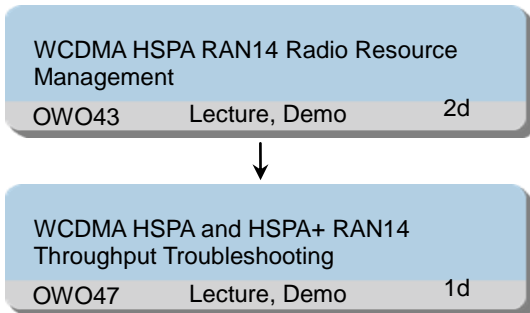 WCDMA HSPA RAN14 Radio Resource
Management
OWO43 Lecture, Demo 2d
WCDMA HSPA and HSPA+ RAN14
Throughput Troubleshooting
OWO47 Lecture, Demo 1d